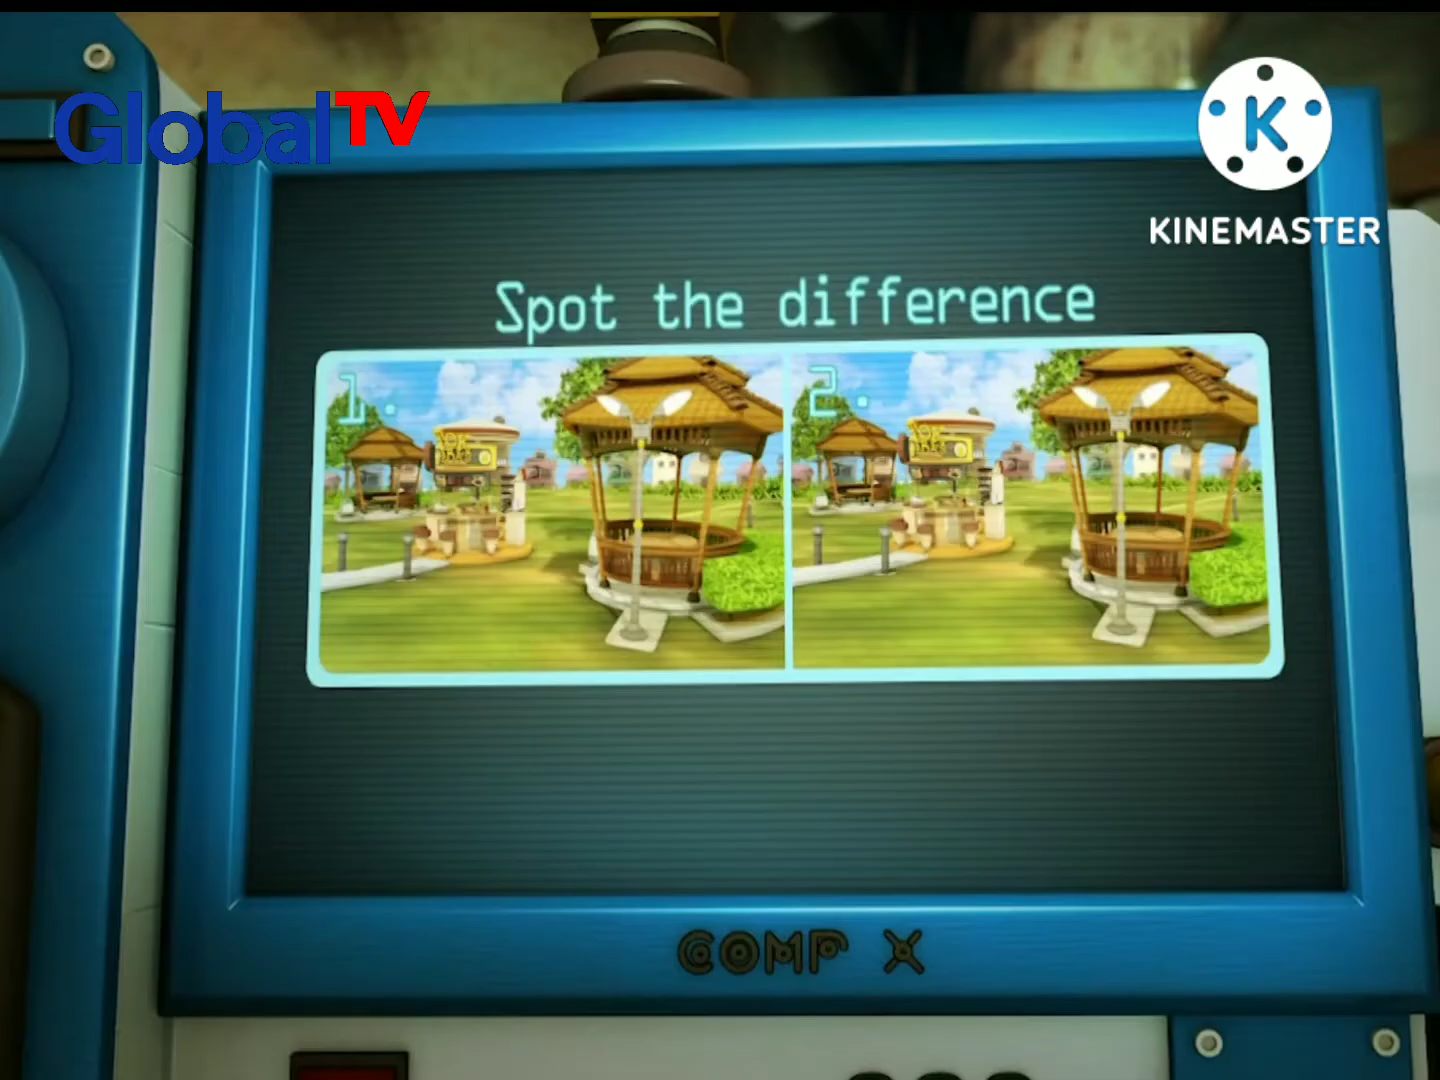 GlobalTV
K
KINEMASTER
Spot the difference
1.
2.
COMP X